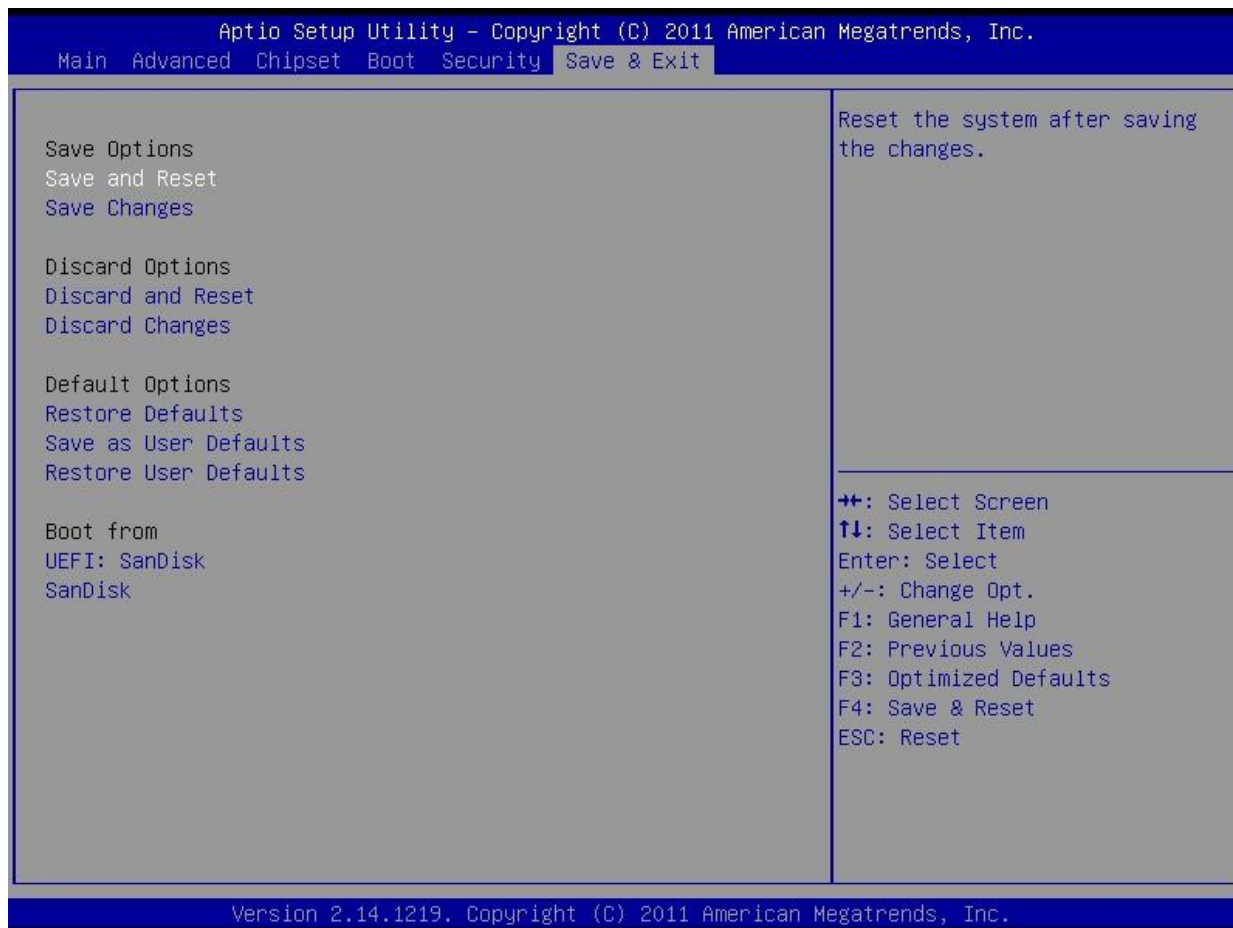 Aptio Setup Utility – Copyright (C) 2011 American Megatrends, Inc.
Main Advanced Chipset Boot Security Save & Exit
Save Options
Save and Reset
Save Changes
Discard Options
Discard and Reset
Discard Changes
Default Options
Restore Defaults
Save as User Defaults
Restore User Defaults
Boot from
UEFI: SanDisk
SanDisk
Reset the system after saving
the changes.
→←: Select Screen
↑↓: Select Item
Enter: Select
+/-: Change Opt.
F1: General Help
F2: Previous Values
F3: Optimized Defaults
F4: Save & Reset
ESC: Reset
Version 2.14.1219. Copyright (C) 2011 American Megatrends, Inc.